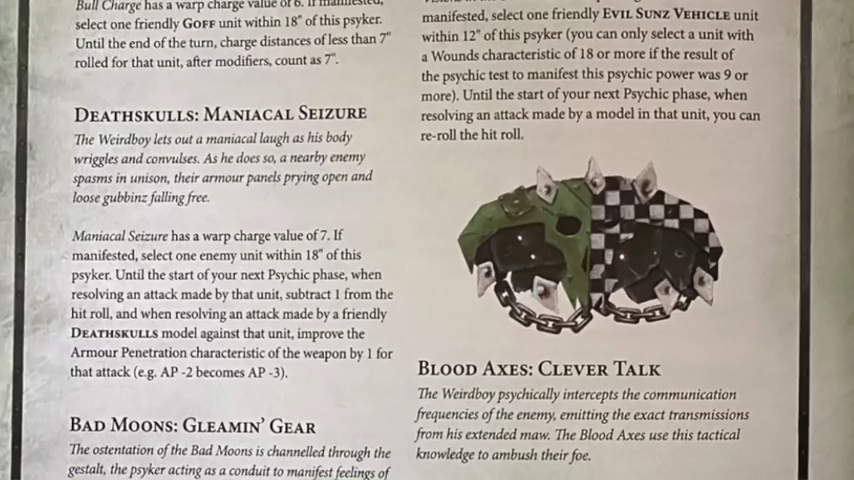 Bull Charge has a warp charge value of 6. If manifested,
select one friendly GOFF unit within 18" of this psyker.
Until the end of the turn, charge distances of less than 7"
rolled for that unit, after modifiers, count as 7".
DEATHSKULLS: MANIACAL SEIZURE
The Weirdboy lets out a maniacal laugh as his body
wriggles and convulses. As he does so, a nearby enemy
spasms in unison, their armour panels prying open and
loose gubbinz falling free.
Maniacal Seizure has a warp charge value of 7. If
manifested, select one enemy unit within 18" of this
psyker. Until the start of your next Psychic phase, when
resolving an attack made by that unit, subtract 1 from the
hit roll, and when resolving an attack made by a friendly
DEATHSKULLS model against that unit, improve the
Armour Penetration characteristic of the weapon by 1 for
that attack (e.g. AP -2 becomes AP -3).
BAD MOONS: GLEAMIN' GEAR
The ostentation of the Bad Moons is channelled through the
gestalt, the psyker acting as a conduit to manifest feelings of
manifested, select one friendly EVIL SUNZ VEHICLE unit
within 12" of this psyker (you can only select a unit with
a Wounds characteristic of 18 or more if the result of
the psychic test to manifest this psychic power was 9 or
more). Until the start of your next Psychic phase, when
resolving an attack made by a model in that unit, you can
re-roll the hit roll.
BLOOD AXES: CLEVER TALK
The Weirdboy psychically intercepts the communication
frequencies of the enemy, emitting the exact transmissions
from his extended maw. The Blood Axes use this tactical
knowledge to ambush their foe.